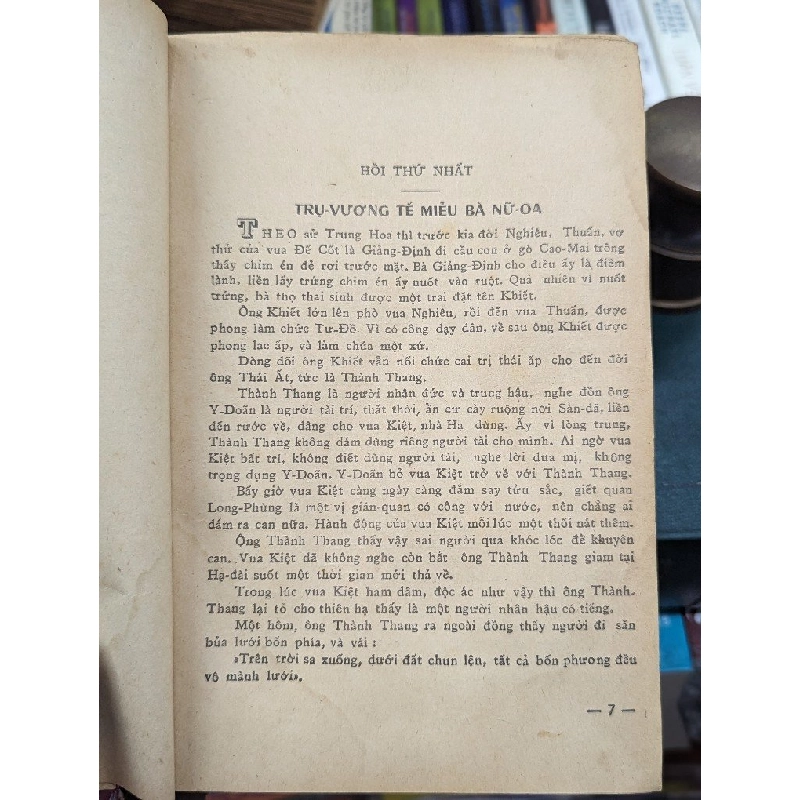 HỒI THỨ NHẤT
TRỤ-VƯƠNG TẾ MIẾU BÀ NỮ-OA
THEO sử Trung Hoa thì trước kia đời Nghiêu, Thuấn, vợ
thứ của vua Đế Cốt là Giảng-Định đi cầu con ở gò Cao-Mai trông
thấy chim én đẻ rơi trước mặt. Bà Giảng-Định cho điều ấy là điềm
lành, liền lấy trứng chim én ấy nuốt vào ruột. Quả nhiên vì nuốt
trứng, bà thọ thai sinh được một trai đặt tên Khiết.
Ông Khiết lớn lên phò vua Nghiêu, rồi đến vua Thuấn, được
phong làm chức Tư-Đồ Vì có công dạy dân, về sau ông Khiết được
phong lạc ấp, và làm chúa một xứ.
Dòng dõi ông Khiết vẫn nối chức cai trị thái ấp cho đến đời
ông Thái Ất, tức là Thành Thang.
Thành Thang là người nhân đức và trung hậu, nghe đồn ông
Y-Doãn là người tài trí, thất thời, ẩn cư cày ruộng nơi Sàn-dã, liền
đến rước về, dâng cho vua Kiệt, nhà Hạ dùng. Ấy vì lòng trung,
Thành Thang không dám dùng riêng người tài cho mình. Ai ngờ vua
Kiệt bất trí, không điết dùng người tài, nghe lời dua mị, không
trọng dụng Y-Doãn. Y-Doãn bỏ vua Kiệt trở về với Thành Thang.
Bấy giờ vua Kiệt càng ngày càng đắm say tửu sắc, giết quan
Long-Phùng là một vị gián-quan có công với nước, nên chẳng ai
dám ra can nữa. Hành động của vua Kiệt mỗi lúc một thối nát thêm.
Ông Thành Thang thấy vậy sai người qua khóc lóc để khuyên
can. Vua Kiệt đã không nghe còn bắt ông Thành Thang giam tại
Hạ-đài suốt một thời gian mới thả về.
Trong lúc vua Kiệt ham dâm, độc ác như vậy thì ông Thành-
Thang lại tỏ cho thiên hạ thấy là một người nhân hậu có tiếng.
Một hôm, ông Thành Thang ra ngoài đồng thấy người đi săn
bủa lưới bốn phía, và vái :
«Trên trời sa xuống, dưới đất chun lên, tất cả bốn phương đều
vô mảnh lưới».
— 7 —